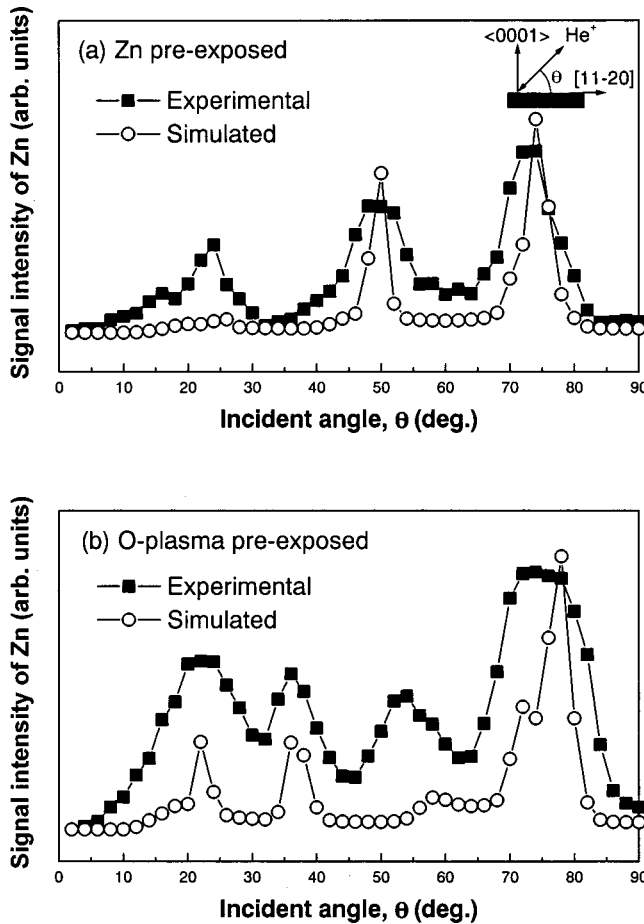 (a) Zn pre-exposed
Experimental
Simulated
<0001>
He+
θ
[11-20]
Signal intensity of Zn (arb. units)
0 10 20 30 40 50 60 70 80 90
Incident angle, θ (deg.)
(b) O-plasma pre-exposed
Experimental
Simulated
Signal intensity of Zn (arb. units)
0 10 20 30 40 50 60 70 80 90
Incident angle, θ (deg.)